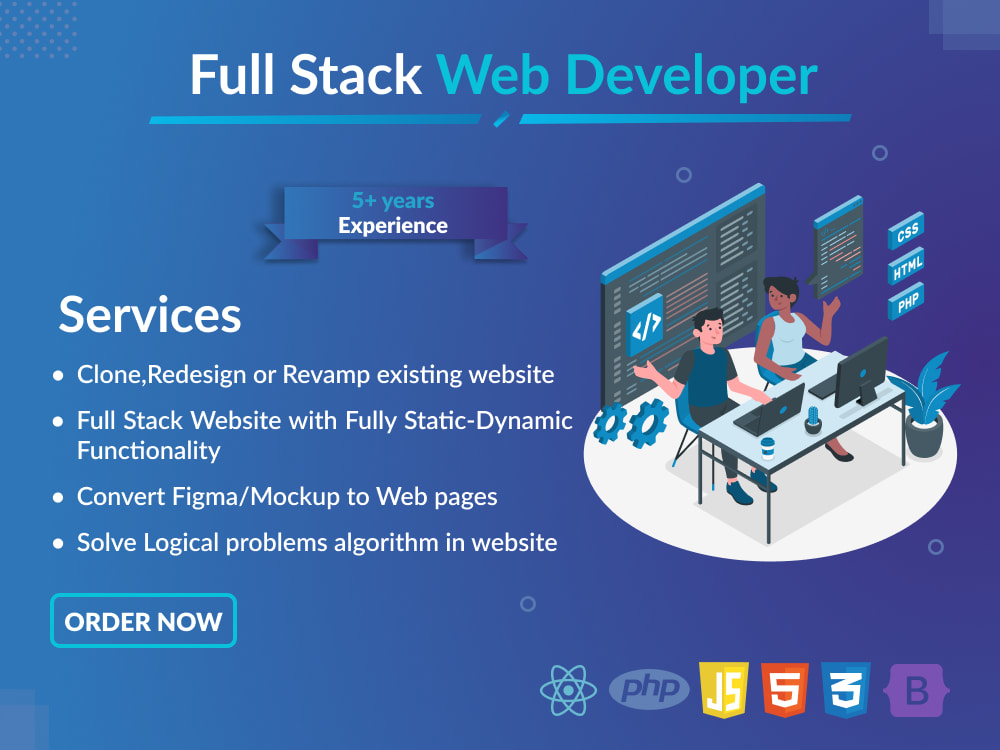 Full Stack Web Developer
5+ years
Experience
Services
• Clone,Redesign or Revamp existing website
• Full Stack Website with Fully Static-Dynamic
Functionality
• Convert Figma/Mockup to Web pages
• Solve Logical problems algorithm in website
ORDER NOW
</>
CSS
HTML
PHP
php
JS
5
3
B